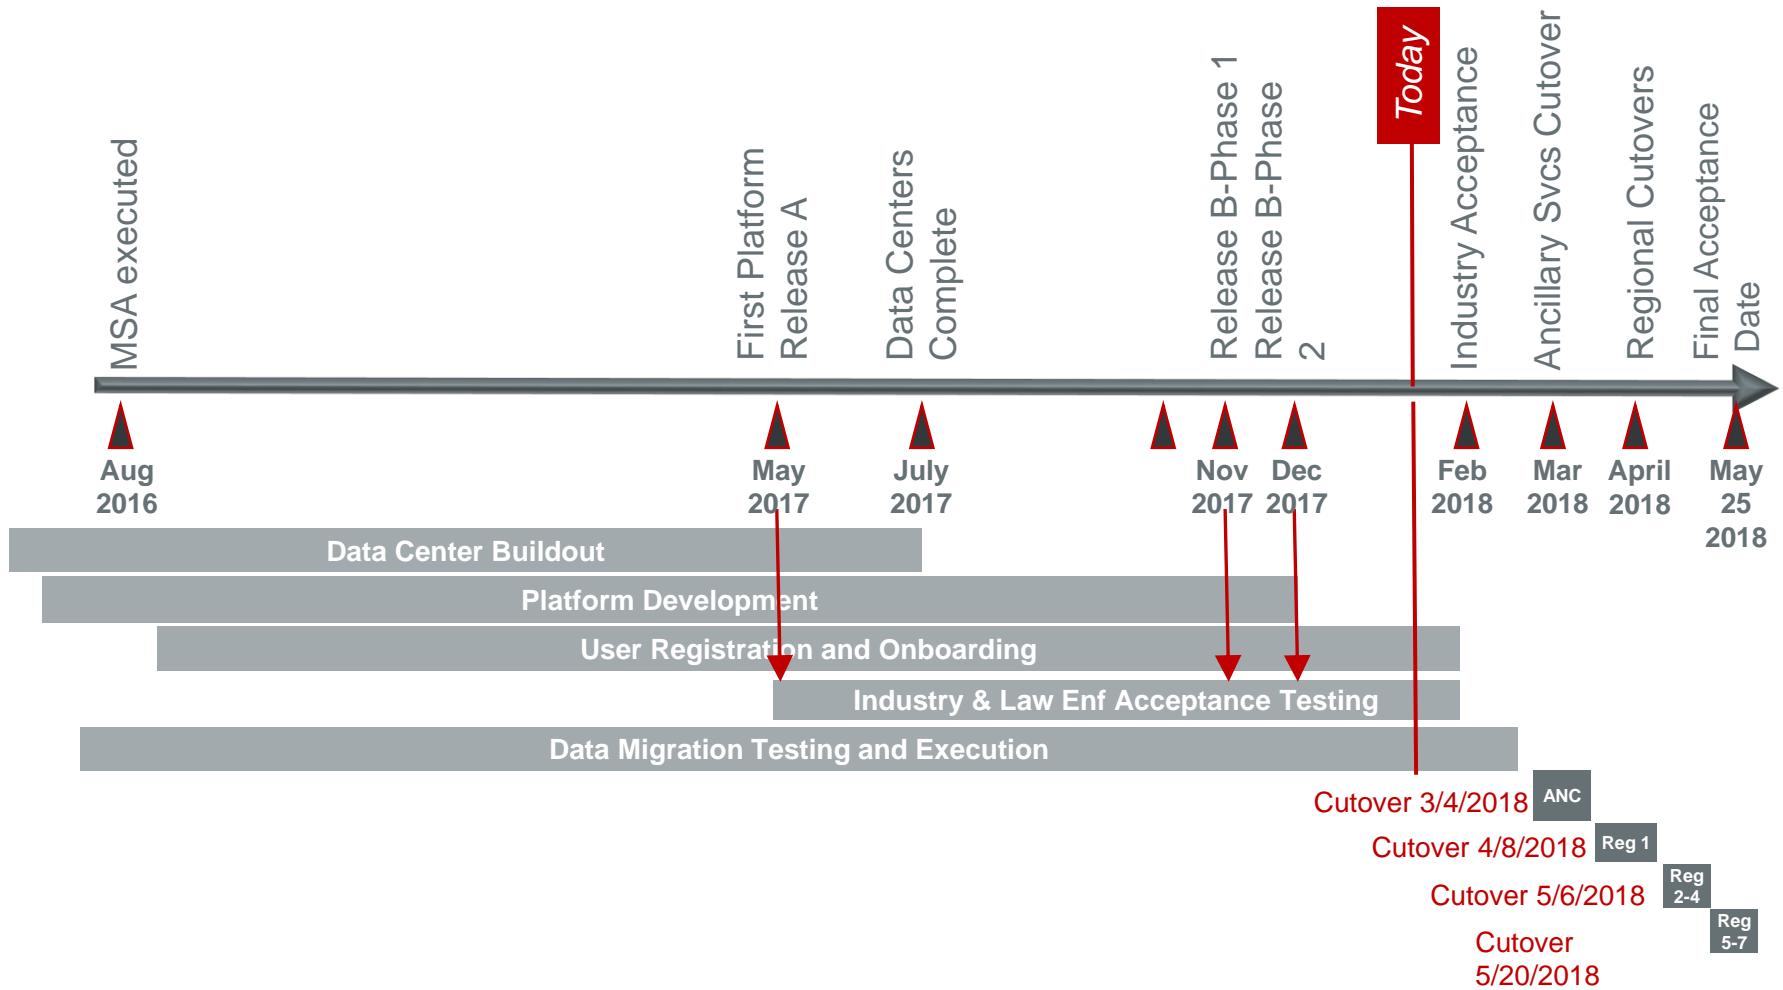 MSA executed
First Platform
Release A
Data Centers
Complete
Release B-Phase 1
Release B-Phase
2
Today
Industry Acceptance
Ancillary Svcs Cutover
Regional Cutovers
Final Acceptance
Date
Aug
2016
May
2017
July
2017
Nov
2017
Dec
2017
Feb
2018
Mar
2018
April
2018
May
25
2018
Data Center Buildout
Platform Development
User Registration and Onboarding
Industry & Law Enf Acceptance Testing
Data Migration Testing and Execution
Cutover 3/4/2018
ANC
Cutover 4/8/2018
Reg 1
Cutover 5/6/2018
Reg
2-4
Cutover
5/20/2018
Reg
5-7